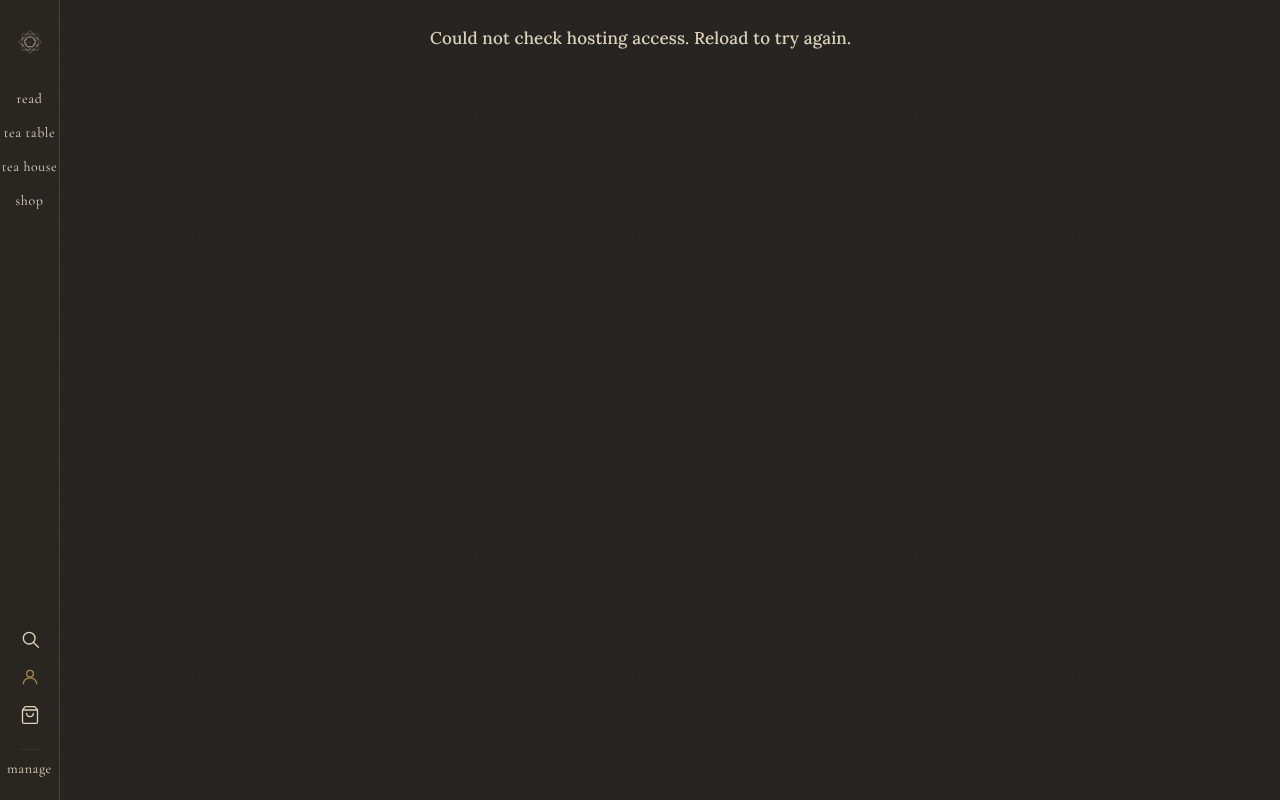 Could not check hosting access. Reload to try again.
read
tea table
tea house
shop
manage